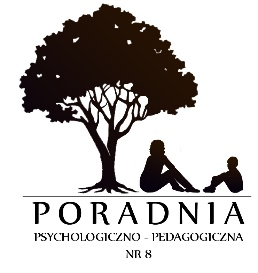 PORADNIA
PSYCHOLOGICZNO - PEDAGOGICZNA
NR 8